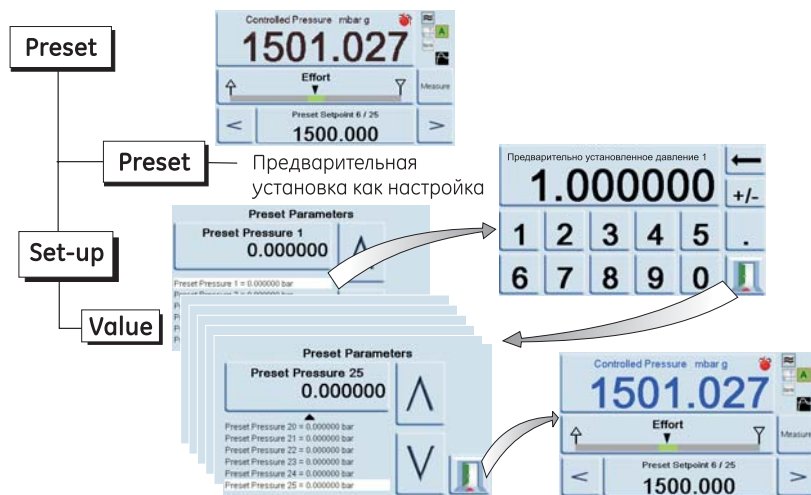 Preset
Controlled Pressure mbar g
1501.027
A
Effort
Measure
<
Preset Setpoint 6 / 25
1500.000
>
Preset
Предварительная
установка как настройка
Set-up
Value
Preset Parameters
Preset Pressure 1
0.000000
Preset Pressure 1 = 0.000000 bar
Предварительно установленное давление 1
1.000000
+/-
1 2 3 4 5 .
6 7 8 9 0
Preset Parameters
Preset Pressure 25
0.000000
Preset Pressure 20 = 0.000000 bar
Preset Pressure 21 = 0.000000 bar
Preset Pressure 22 = 0.000000 bar
Preset Pressure 23 = 0.000000 bar
Preset Pressure 24 = 0.000000 bar
Preset Pressure 25 = 0.000000 bar
Controlled Pressure mbar g
1501.027
A
Effort
Measure
<
Preset Setpoint 6 / 25
1500.000
>